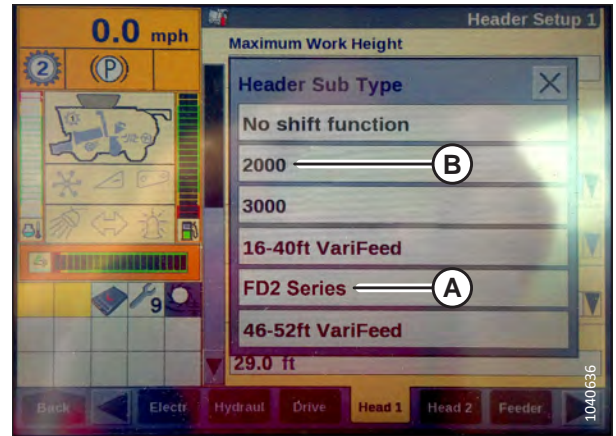 0.0 mph
Header Setup 1
Maximum Work Height
2
P
Header Sub Type
No shift function
2000
B
3000
16-40ft VariFeed
FD2 Series
A
46-52ft VariFeed
9
29.0 ft
Back
Electr
Hydraul
Drive
Head 1
Head 2
Feeder
1040636